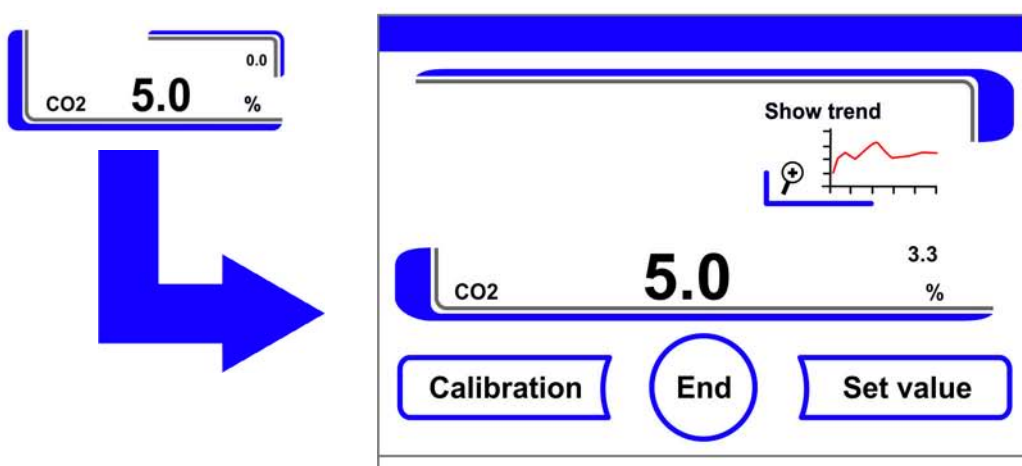 0.0
CO2 5.0 %
Show trend
3.3
CO2 5.0 %
Calibration End Set value